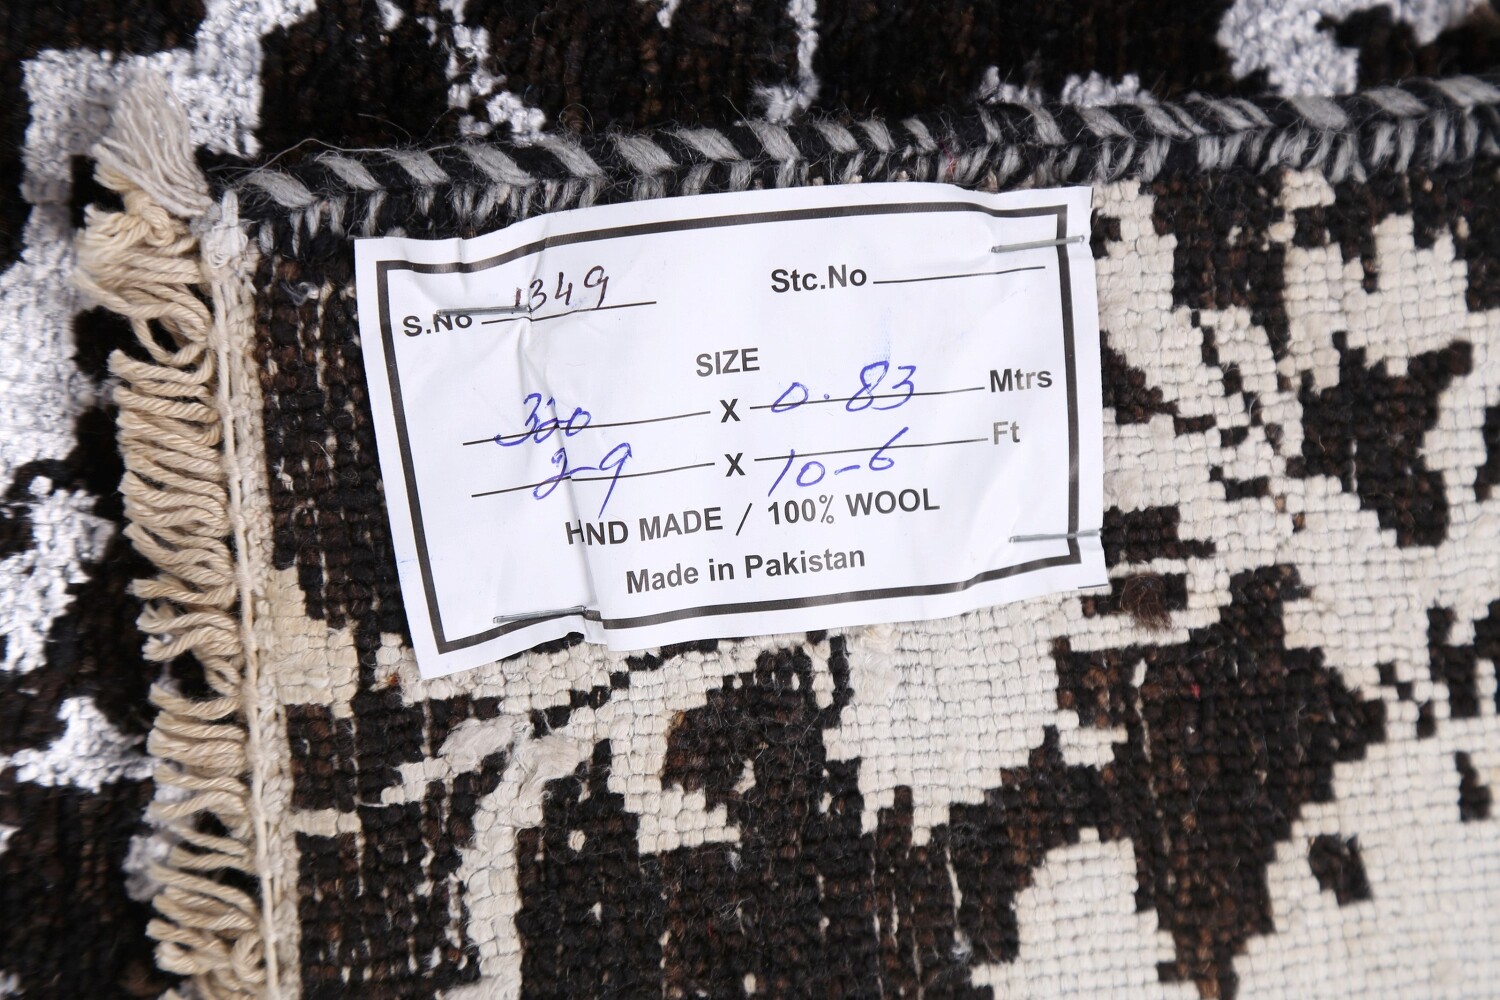 S.No 1349 Stc.No
SIZE
320 X 0.83 Mtrs
2-9 X 10-6 Ft
HND MADE / 100% WOOL
Made in Pakistan